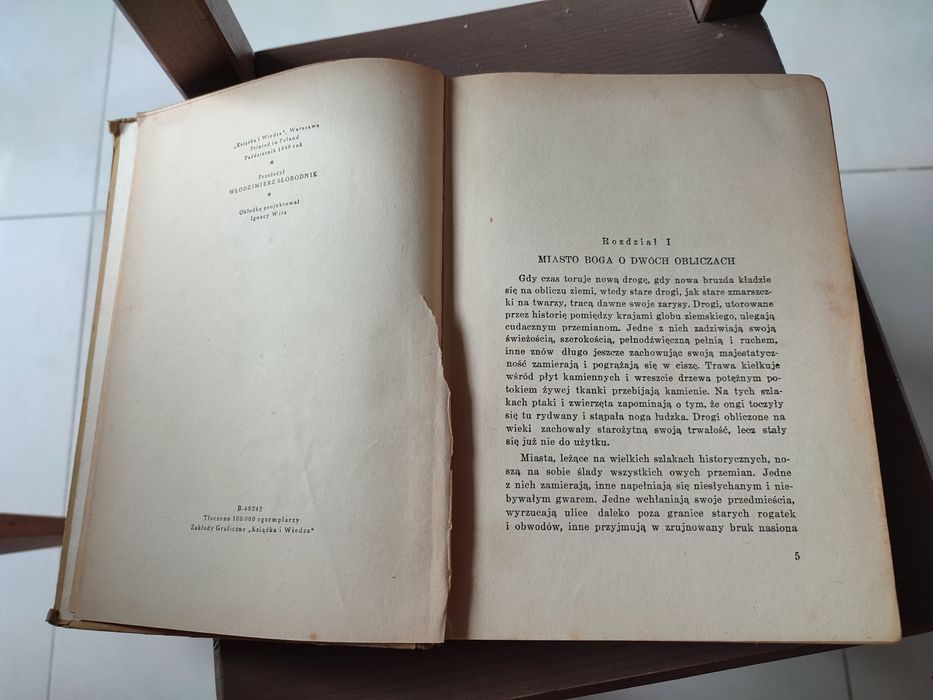 „Książka i Wiedza”, Warszawa
Printed in Poland
Październik 1949 rok
*
Przełożył
WŁODZIMIERZ SŁOBODNIK
*
Okładkę projektował
Ignacy Witz
B-68242
Tłoczono 100.000 egzemplarzy
Zakłady Graficzne „Książka i Wiedza”
Rozdział I
MIASTO BOGA O DWÓCH OBLICZACH
Gdy czas toruje nową drogę, gdy nowa bruzda kładzie
się na obliczu ziemi, wtedy stare drogi, jak stare zmarszcz-
ki na twarzy, tracą dawne swoje zarysy. Drogi, utorowane
przez historię pomiędzy krajami globu ziemskiego, ulegają
cudacznym przemianom. Jedne z nich zadziwiają swoją
świeżością, szerokością, pełnodźwięczną pełnią i ruchem,
inne znów długo jeszcze zachowując swoją majestatycz-
ność zamierają i pogrążają się w ciszę. Trawa kiełkuje
wśród płyt kamiennych i wreszcie drzewa potężnym po-
tokiem żywej tkanki przebijają kamienie. Na tych szla-
kach ptaki i zwierzęta zapominają o tym, że ongi toczyły
się tu rydwany i stąpała noga ludzka. Drogi obliczone na
wieki zachowały starożytną swoją trwałość, lecz stały
się już nie do użytku.
Miasta, leżące na wielkich szlakach historycznych, no-
szą na sobie ślady wszystkich owych przemian. Jedne
z nich zamierają, inne napełniają się niesłychanym i nie-
bywałym gwarem. Jedne wchłaniają swoje przedmieścia,
wyrzucają ulice daleko poza granice starych rogatek
i obwodów, inne przyjmują w zrujnowany bruk nasiona
5